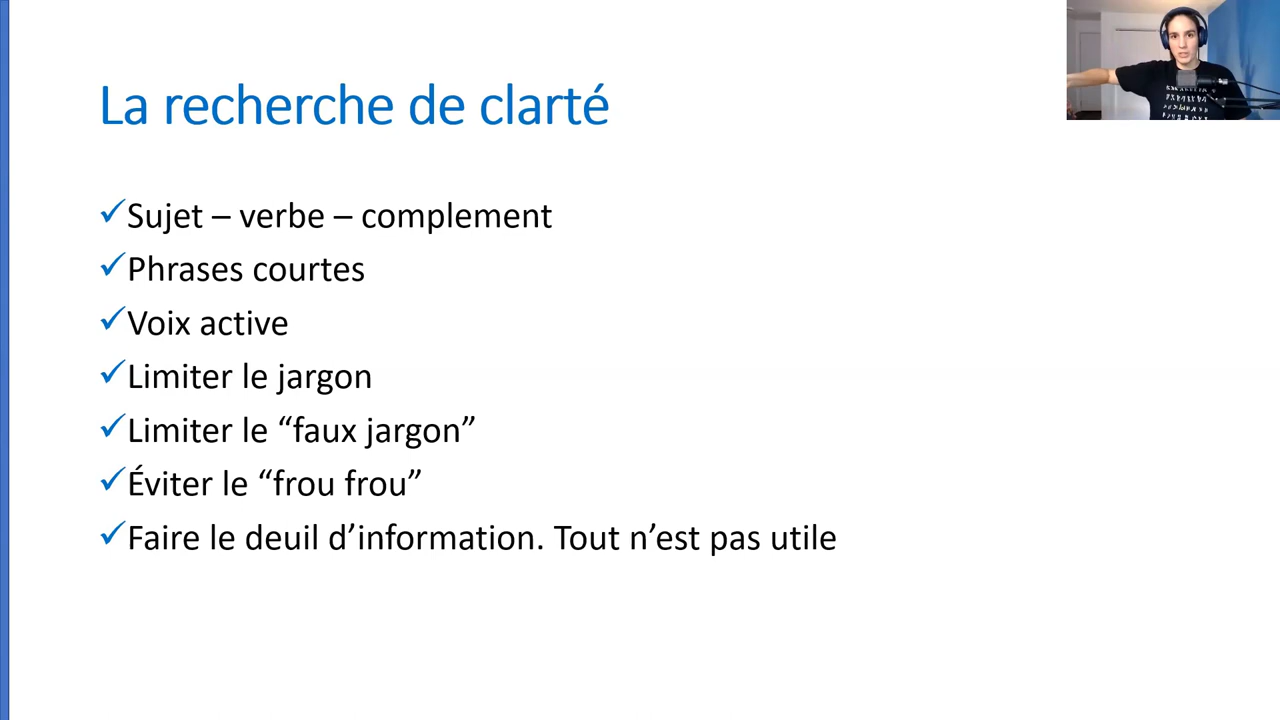 La recherche de clarté
Sujet – verbe – complement
Phrases courtes
Voix active
Limiter le jargon
Limiter le “faux jargon”
Éviter le “frou frou”
Faire le deuil d’information. Tout n’est pas utile